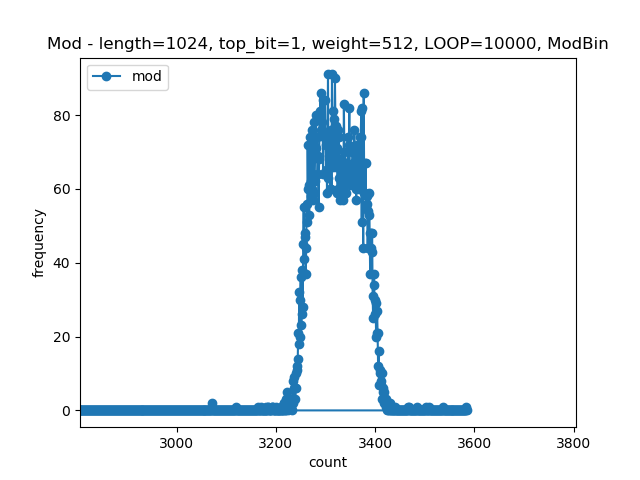 Mod - length=1024, top_bit=1, weight=512, LOOP=10000, ModBin
mod
80
60
40
20
0
frequency
3000
3200
3400
3600
3800
count